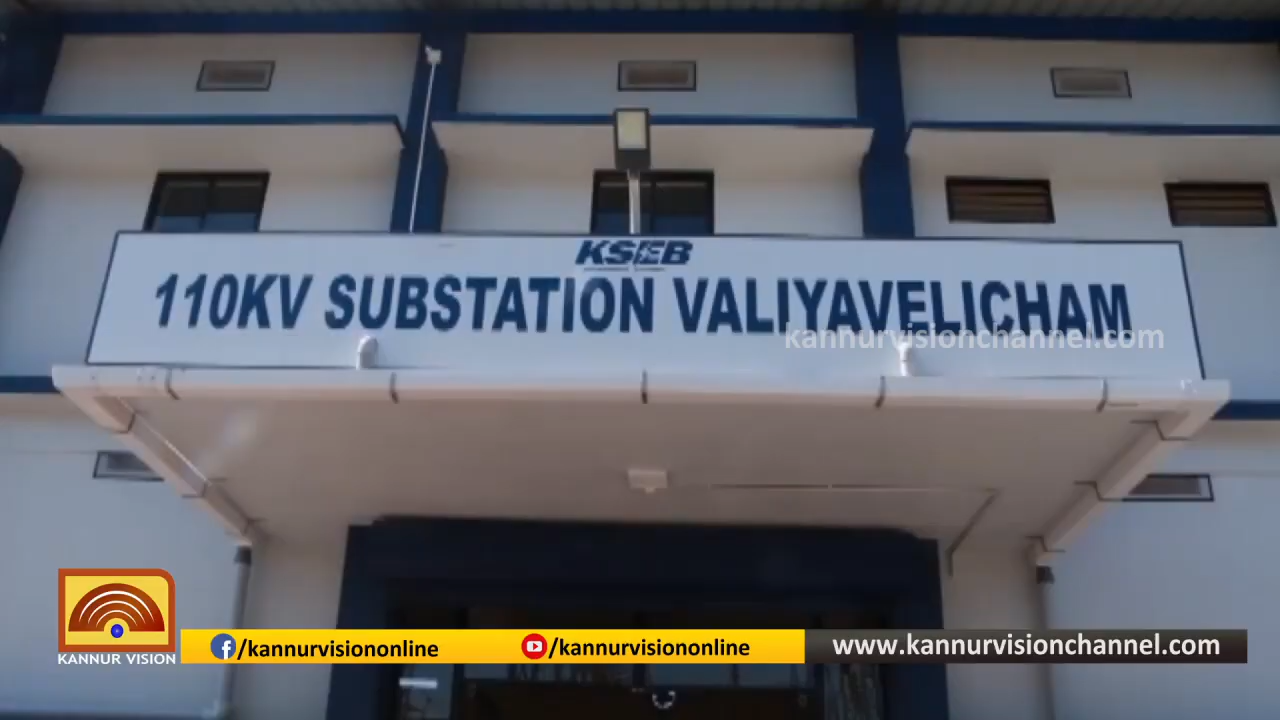 KSEB
110KV SUBSTATION VALIYAVELICHAM
kannurvisionchannel.com
KANNUR VISION
/kannurvisiononline
/kannurvisiononline
www.kannurvisionchannel.com